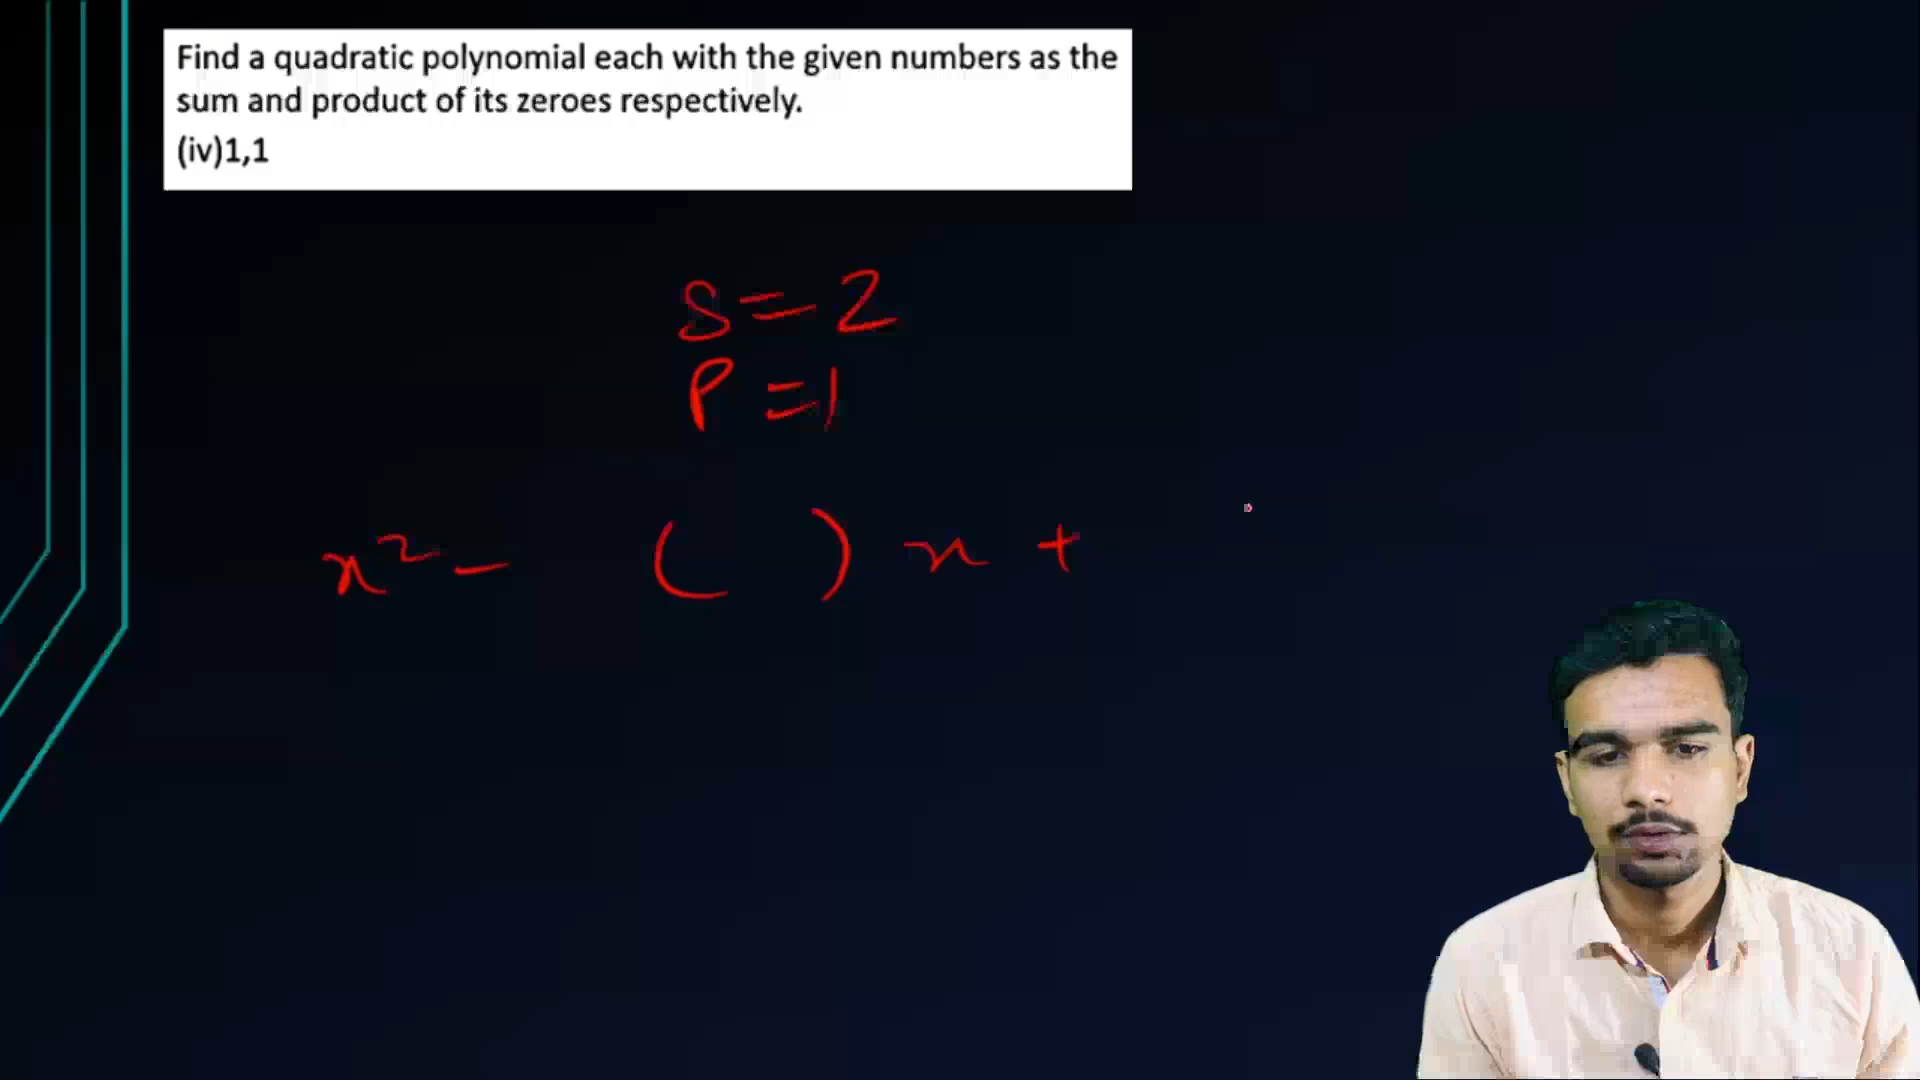 Find a quadratic polynomial each with the given numbers as the
sum and product of its zeroes respectively.
(iv)1,1
S = 2
P = 1
x² - ( ) x +